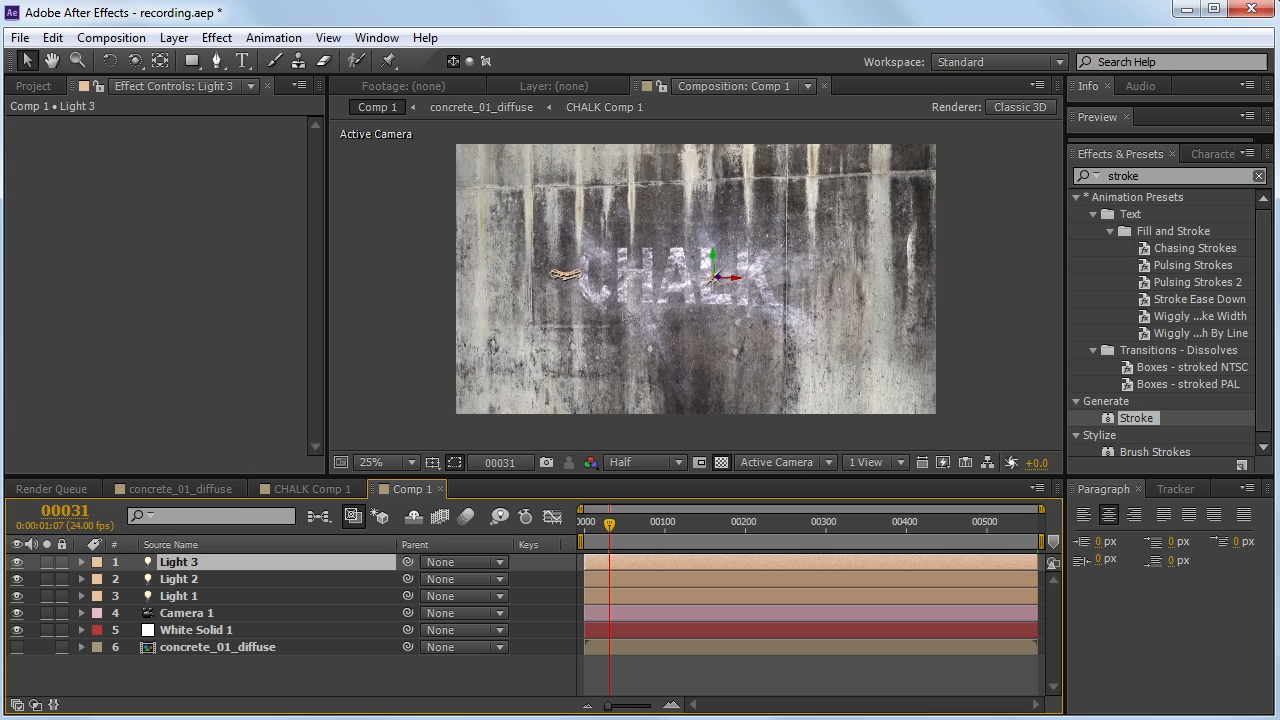 Ae Adobe After Effects - recording.aep *
File Edit Composition Layer Effect Animation View Window Help
Workspace: Standard Search Help
Project Effect Controls: Light 3 Footage: (none) Layer: (none) Composition: Comp 1 Info Audio
Comp 1 • Light 3 Comp 1 concrete_01_diffuse CHALK Comp 1 Renderer: Classic 3D
Preview
Active Camera
Effects & Presets Characte
stroke
* Animation Presets
Text
Fill and Stroke
Chasing Strokes
Pulsing Strokes
Pulsing Strokes 2
Stroke Ease Down
Wiggly ...ke Width
Wiggly ...h By Line
Transitions - Dissolves
Boxes - stroked NTSC
Boxes - stroked PAL
Generate
Stroke
Stylize
Brush Strokes
CHALK
25% 00031 Half Active Camera 1 View +0.0
Render Queue concrete_01_diffuse CHALK Comp 1 Comp 1 Paragraph Tracker
00031
0:00:01:07 (24.00 fps)
0000 00100 00200 00300 00400 00500
# Source Name Parent Keys
1 Light 3 None
2 Light 2 None
3 Light 1 None
4 Camera 1 None
5 White Solid 1 None
6 concrete_01_diffuse None
0 px 0 px 0 px
0 px 0 px